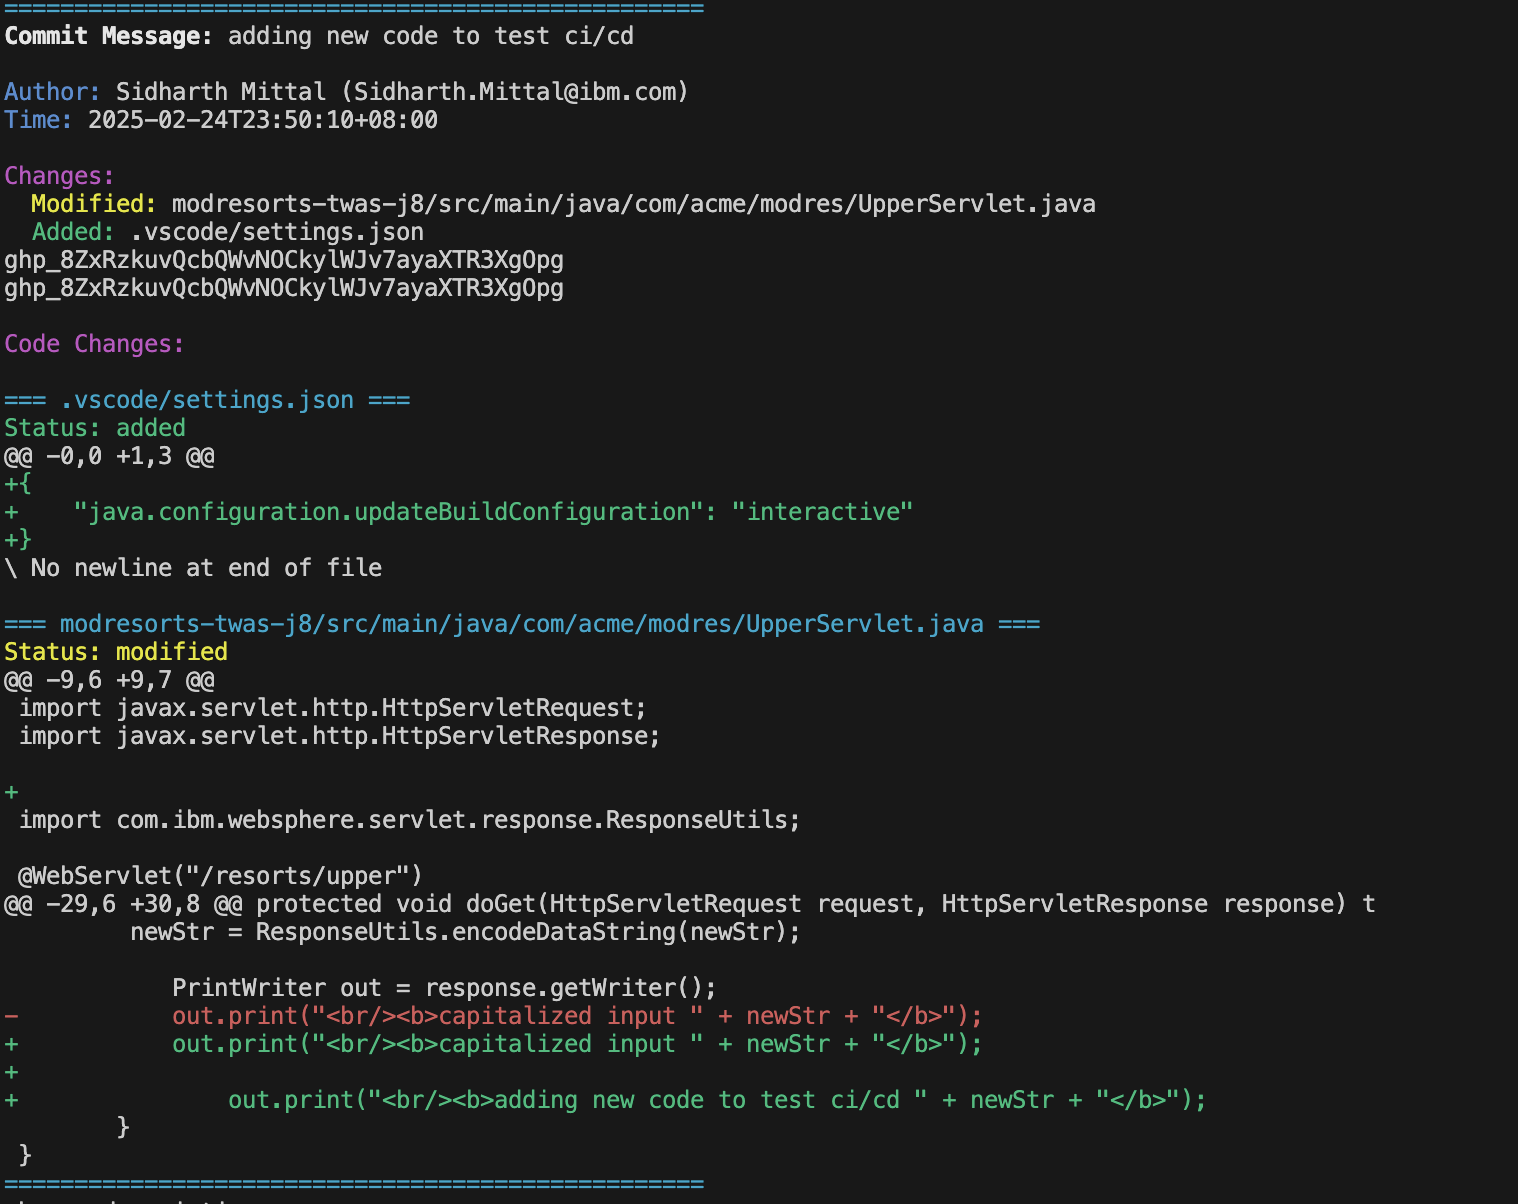 ==================================================
Commit Message: adding new code to test ci/cd
Author: Sidharth Mittal (Sidharth.Mittal@ibm.com)
Time: 2025-02-24T23:50:10+08:00
Changes:
Modified: modresorts-twas-j8/src/main/java/com/acme/modres/UpperServlet.java
Added: .vscode/settings.json
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
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
Code Changes:
=== .vscode/settings.json ===
Status: added
@@ -0,0 +1,3 @@
+{
+    "java.configuration.updateBuildConfiguration": "interactive"
+}
\ No newline at end of file
=== modresorts-twas-j8/src/main/java/com/acme/modres/UpperServlet.java ===
Status: modified
@@ -9,6 +9,7 @@
import javax.servlet.http.HttpServletRequest;
import javax.servlet.http.HttpServletResponse;
+
import com.ibm.websphere.servlet.response.ResponseUtils;
@WebServlet("/resorts/upper")
@@ -29,6 +30,8 @@ protected void doGet(HttpServletRequest request, HttpServletResponse response) t
newStr = ResponseUtils.encodeDataString(newStr);
PrintWriter out = response.getWriter();
-           out.print("<br/><b>capitalized input " + newStr + "</b>");
+           out.print("<br/><b>capitalized input " + newStr + "</b>");
+
+               out.print("<br/><b>adding new code to test ci/cd " + newStr + "</b>");
}
}
==================================================